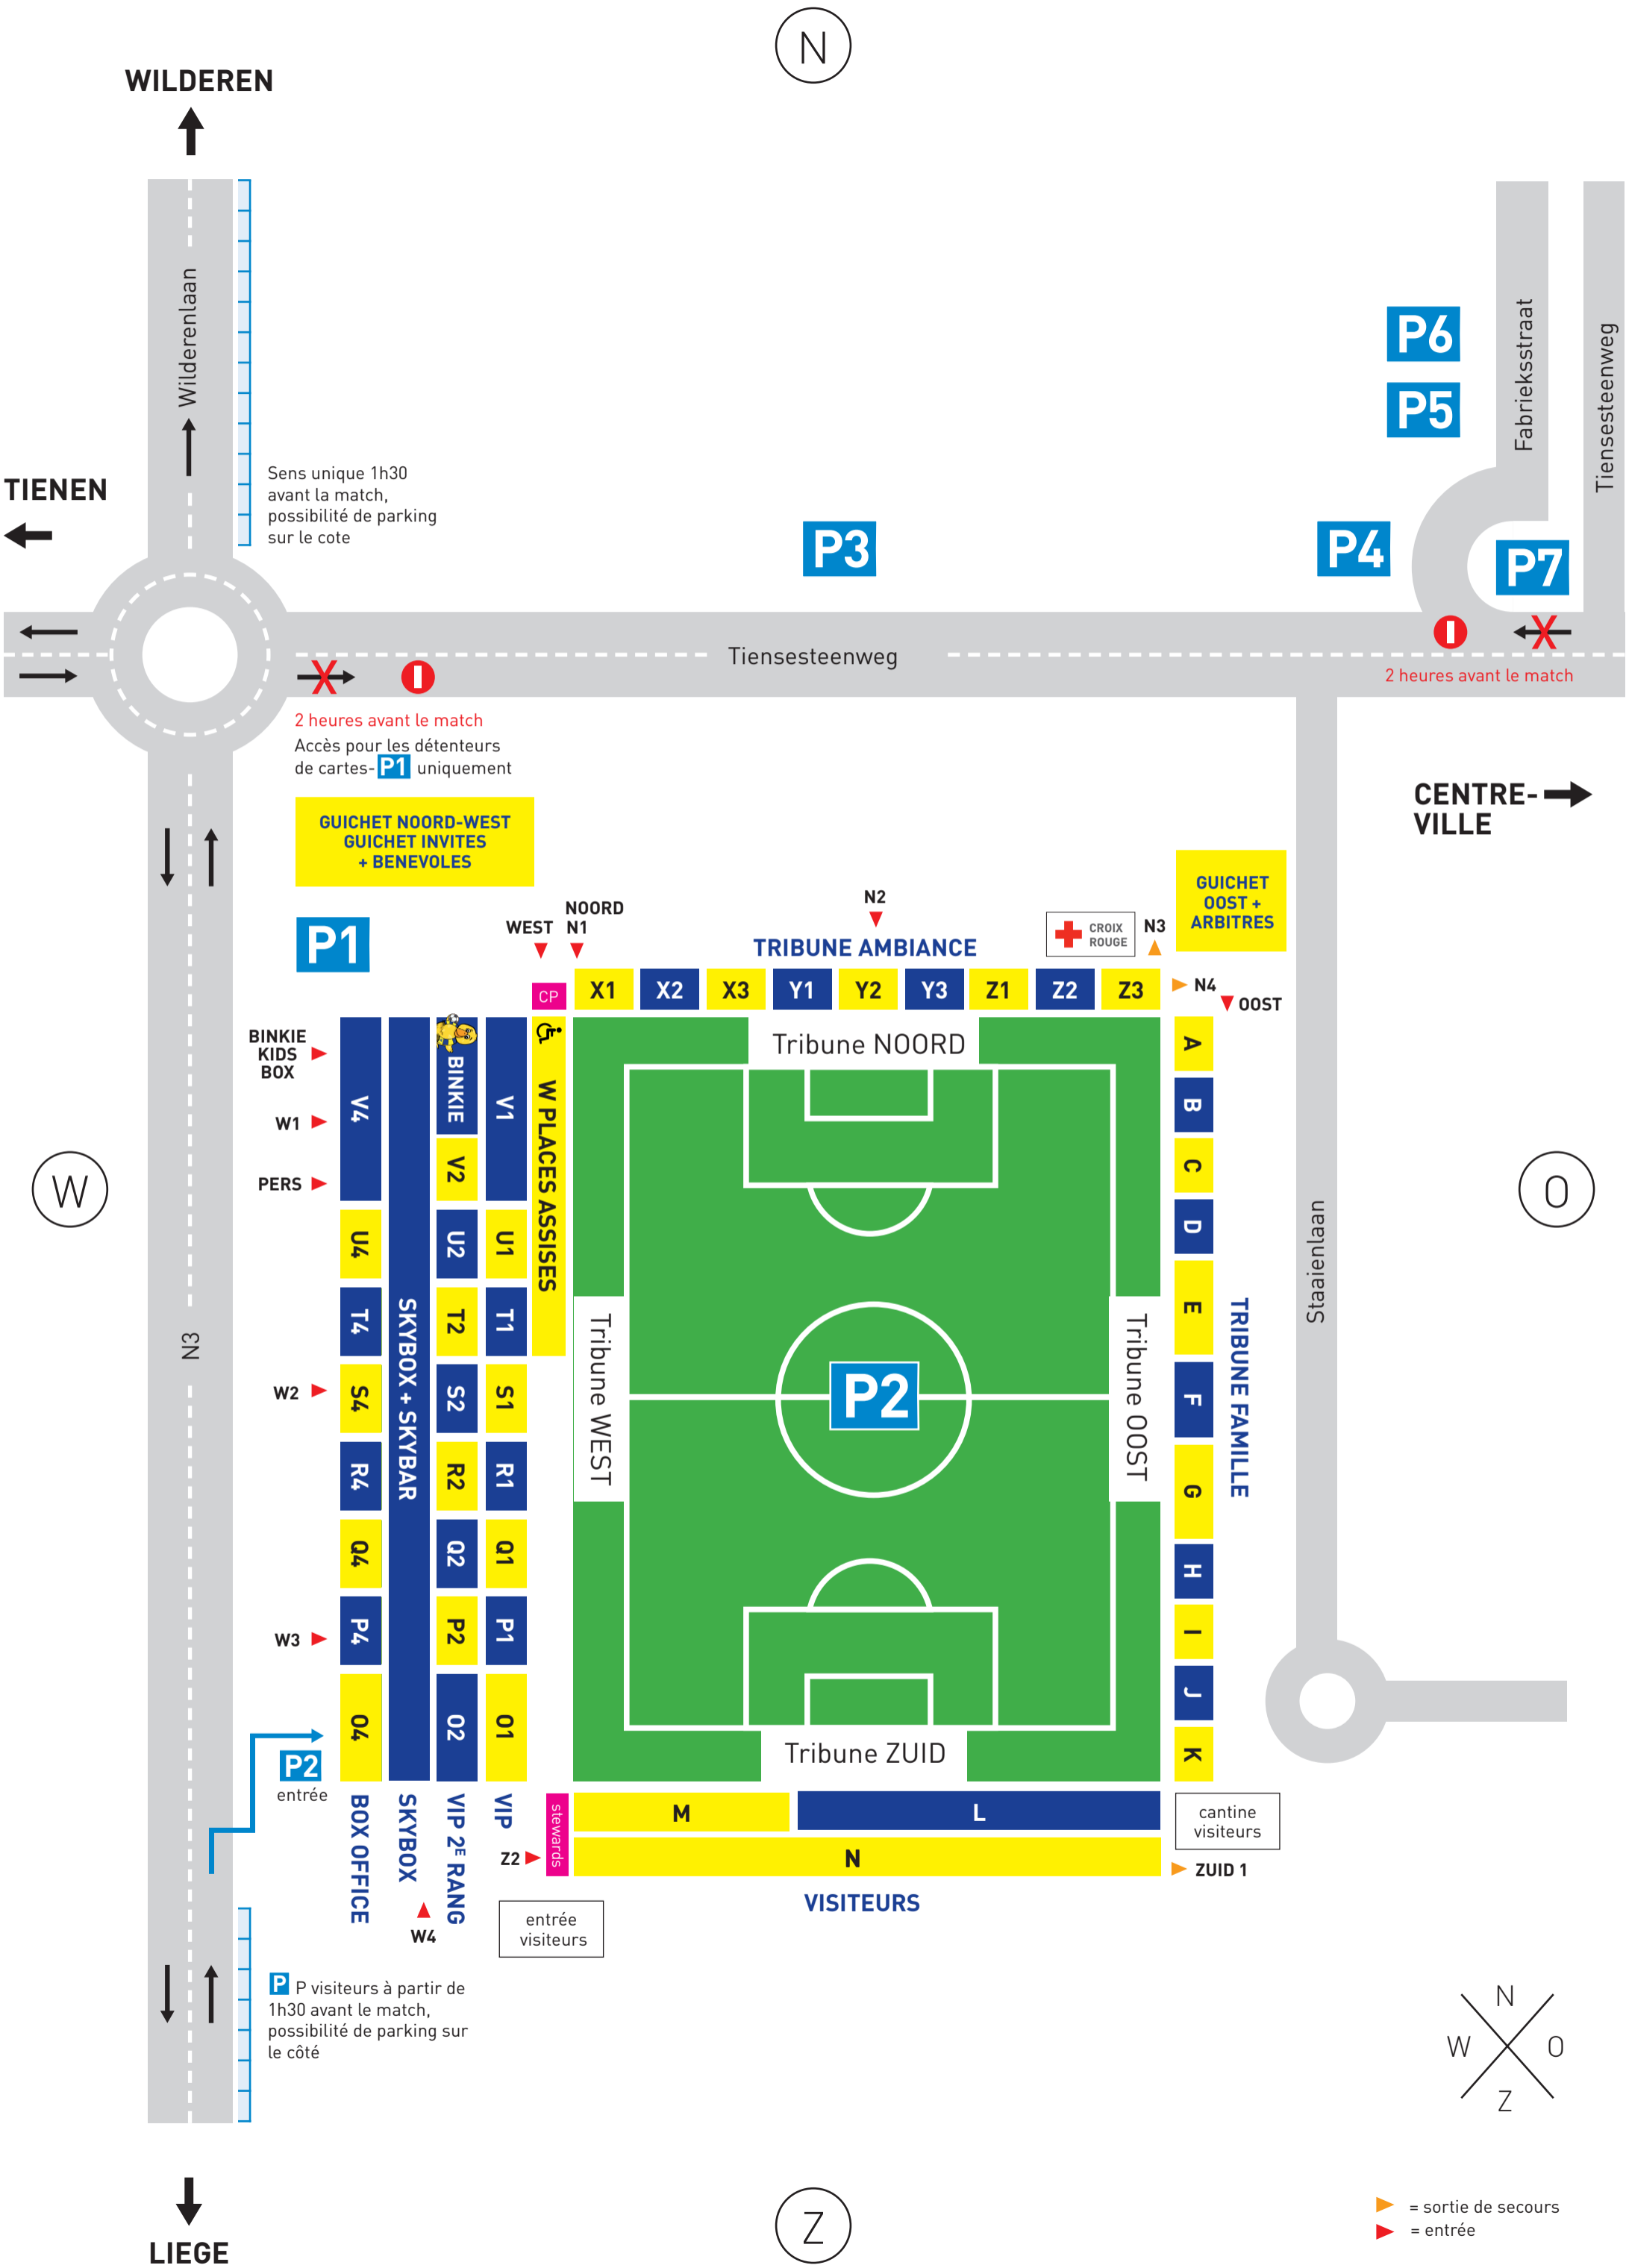 N
WILDEREN
Wilderenlaan
P6
P5
Fabrieksstraat
Tiensesteenweg
Sens unique 1h30
avant la match,
possibilité de parking
sur le cote
TIENEN
P3
P4
P7
Tiensesteenweg
2 heures avant le match
2 heures avant le match
Accès pour les détenteurs
de cartes- P1 uniquement
CENTRE-
VILLE
GUICHET NOORD-WEST
GUICHET INVITES
+ BENEVOLES
GUICHET
OOST +
ARBITRES
P1
WEST
NOORD
N1
N2
TRIBUNE AMBIANCE
CROIX
ROUGE
N3
N4
OOST
CP
X1 X2 X3 Y1 Y2 Y3 Z1 Z2 Z3
BINKIE
KIDS
BOX
W1
PERS
W2
W3
V4
U4
T4
S4
R4
Q4
P4
O4
SKYBOX + SKYBAR
BINKIE
V2
U2
T2
S2
R2
Q2
P2
O2
V1
U1
T1
S1
R1
Q1
P1
O1
W PLACES ASSISES
Tribune NOORD
Tribune WEST
P2
Tribune OOST
Tribune ZUID
A
B
C
D
E
F
G
H
I
J
K
TRIBUNE FAMILLE
Staaienlaan
W
O
N3
P2
entrée
BOX OFFICE
SKYBOX
VIP 2E RANG
VIP
W4
Z2
stewards
M
L
N
VISITEURS
cantine
visiteurs
ZUID 1
entrée
visiteurs
P P visiteurs à partir de
1h30 avant le match,
possibilité de parking sur
le côté
N
W
O
Z
LIEGE
Z
= sortie de secours
= entrée